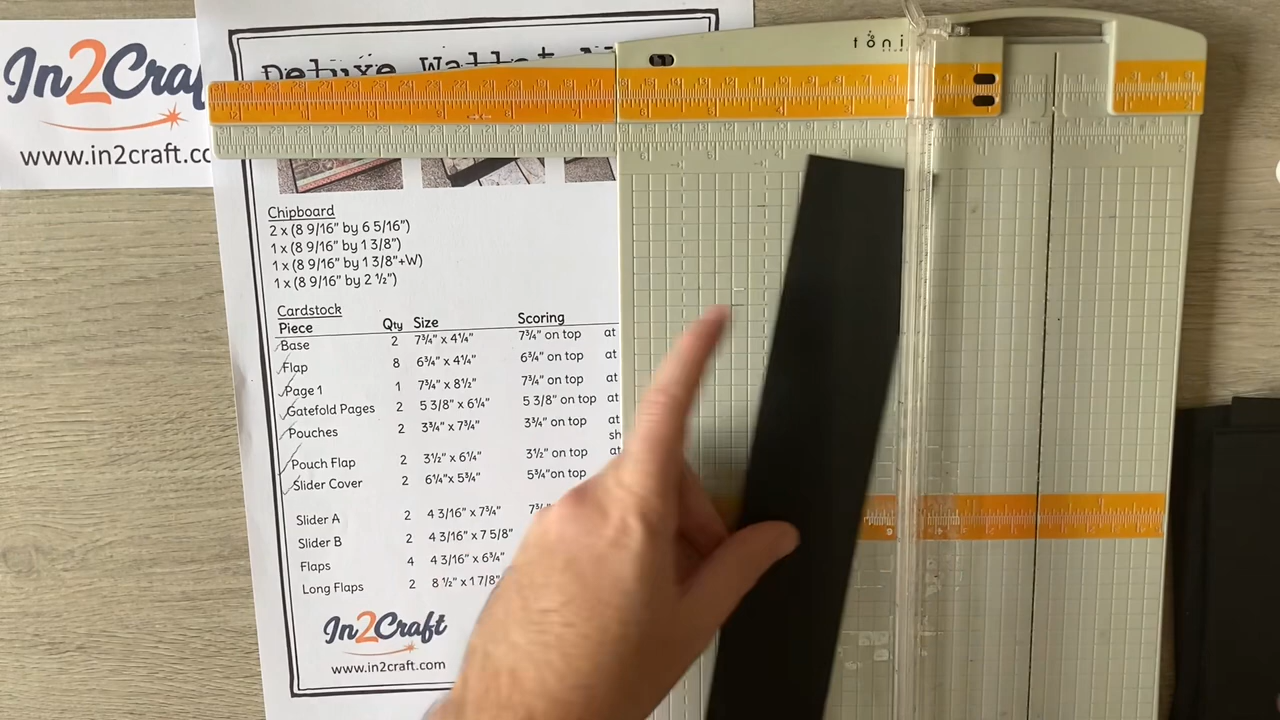 In2Craf
www.in2craft.co
Deluxe Wallet
toni
Chipboard
2 x (8 9/16" by 6 5/16")
1 x (8 9/16" by 1 3/8")
1 x (8 9/16" by 1 3/8"+W)
1 x (8 9/16" by 2 ½")
Cardstock
Piece Qty Size Scoring
Base 2 7¾" x 4¼" 7¾" on top at
Flap 8 6¾" x 4¼" 6¾" on top at
Page 1 1 7¾" x 8½" 7¾" on top at
Gatefold Pages 2 5 3/8" x 6¼" 5 3/8" on top at
Pouches 2 3¾" x 7¾" 3¾" on top at
sh
Pouch Flap 2 3½" x 6¼" 3½" on top at
Slider Cover 2 6¼"x 5¾" 5¾"on top
Slider A 2 4 3/16" x 7¾"
Slider B 2 4 3/16" x 7 5/8"
Flaps 4 4 3/16" x 6¾"
Long Flaps 2 8 ½" x 1 7/8"
In2Craft
www.in2craft.com